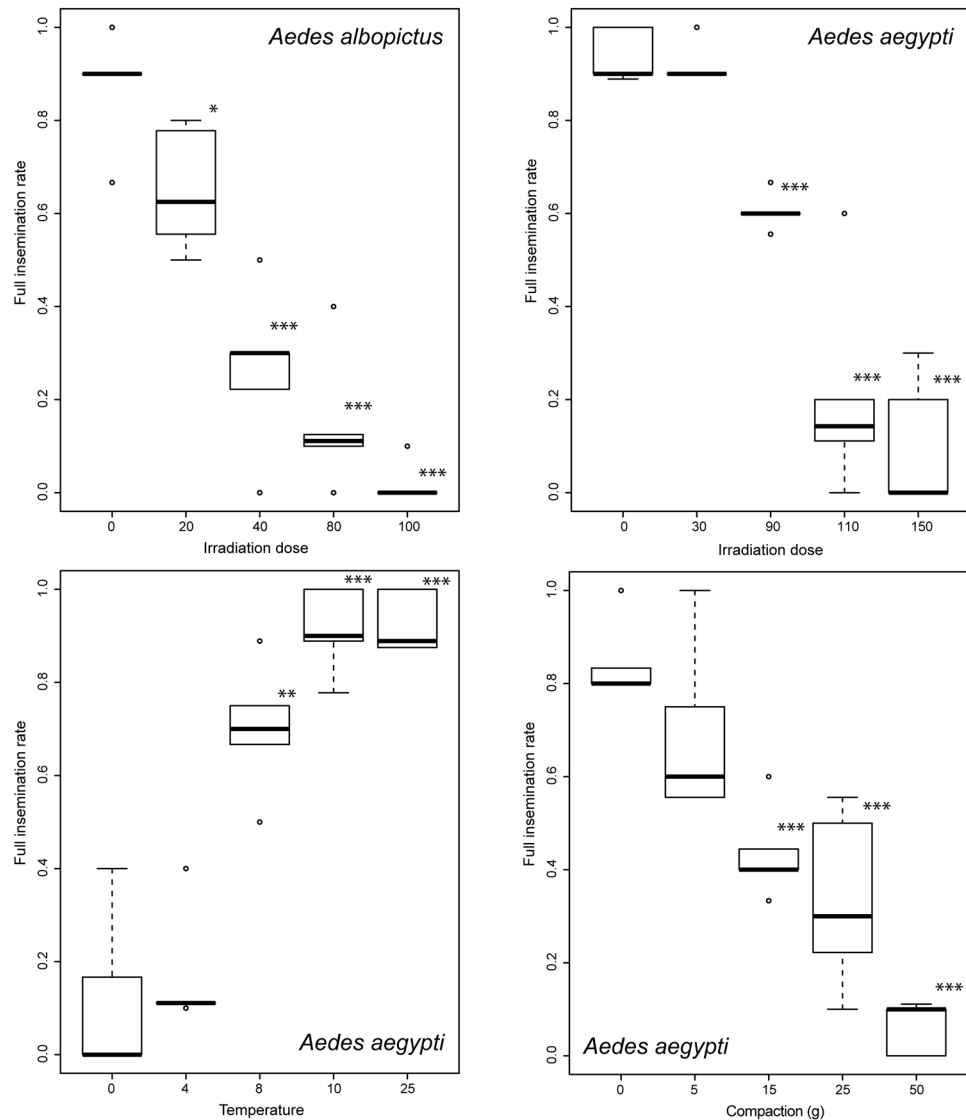 Aedes albopictus
Full insemination rate
1.0
0.8
0.6
0.4
0.2
0.0
*
***
***
***
0 20 40 80 100
Irradiation dose
Aedes aegypti
Full insemination rate
1.0
0.8
0.6
0.4
0.2
0.0
***
***
***
0 30 90 110 150
Irradiation dose
Full insemination rate
1.0
0.8
0.6
0.4
0.2
0.0
**
***
***
Aedes aegypti
0 4 8 10 25
Temperature
Full insemination rate
1.0
0.8
0.6
0.4
0.2
0.0
***
***
***
Aedes aegypti
0 5 15 25 50
Compaction (g)